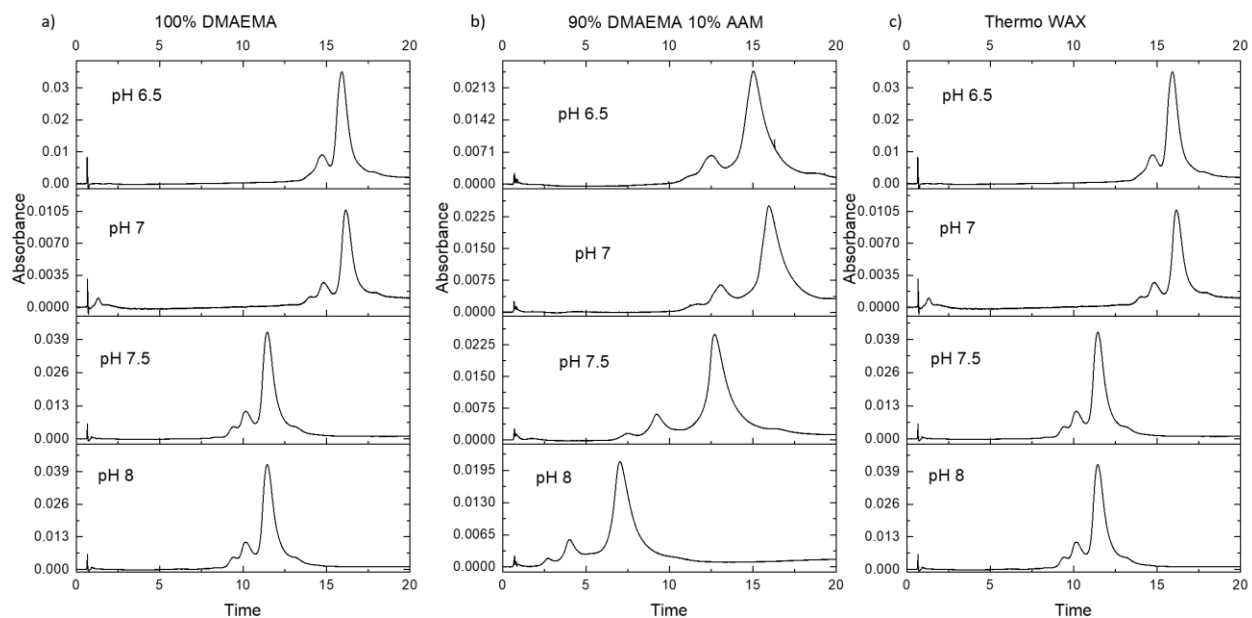 a) 100% DMAEMA
0 5 10 15 20
0.03
0.02
0.01
0.00
pH 6.5
0.0105
0.0070
0.0035
0.0000
pH 7
0.039
0.026
0.013
0.000
pH 7.5
0.039
0.026
0.013
0.000
pH 8
Absorbance
0 5 10 15 20
Time
b) 90% DMAEMA 10% AAM
0 5 10 15 20
0.0213
0.0142
0.0071
0.0000
pH 6.5
0.0225
0.0150
0.0075
0.0000
pH 7
0.0225
0.0150
0.0075
0.0000
pH 7.5
0.0195
0.0130
0.0065
0.0000
pH 8
Absorbance
0 5 10 15 20
Time
c) Thermo WAX
0 5 10 15 20
0.03
0.02
0.01
0.00
pH 6.5
0.0105
0.0070
0.0035
0.0000
pH 7
0.039
0.026
0.013
0.000
pH 7.5
0.039
0.026
0.013
0.000
pH 8
Absorbance
0 5 10 15 20
Time